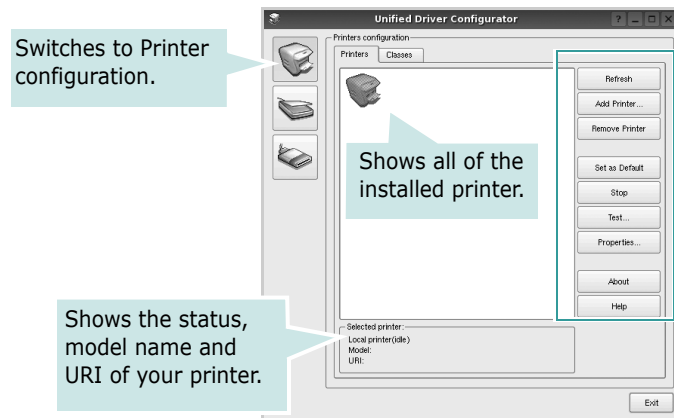 Unified Driver Configurator
Switches to Printer
configuration.
Printers configuration
Printers
Classes
Refresh
Add Printer...
Remove Printer
Shows all of the
installed printer.
Set as Default
Stop
Test...
Properties...
About
Help
Shows the status,
model name and
URI of your printer.
Selected printer:
Local printer(idle)
Model:
URI:
Exit